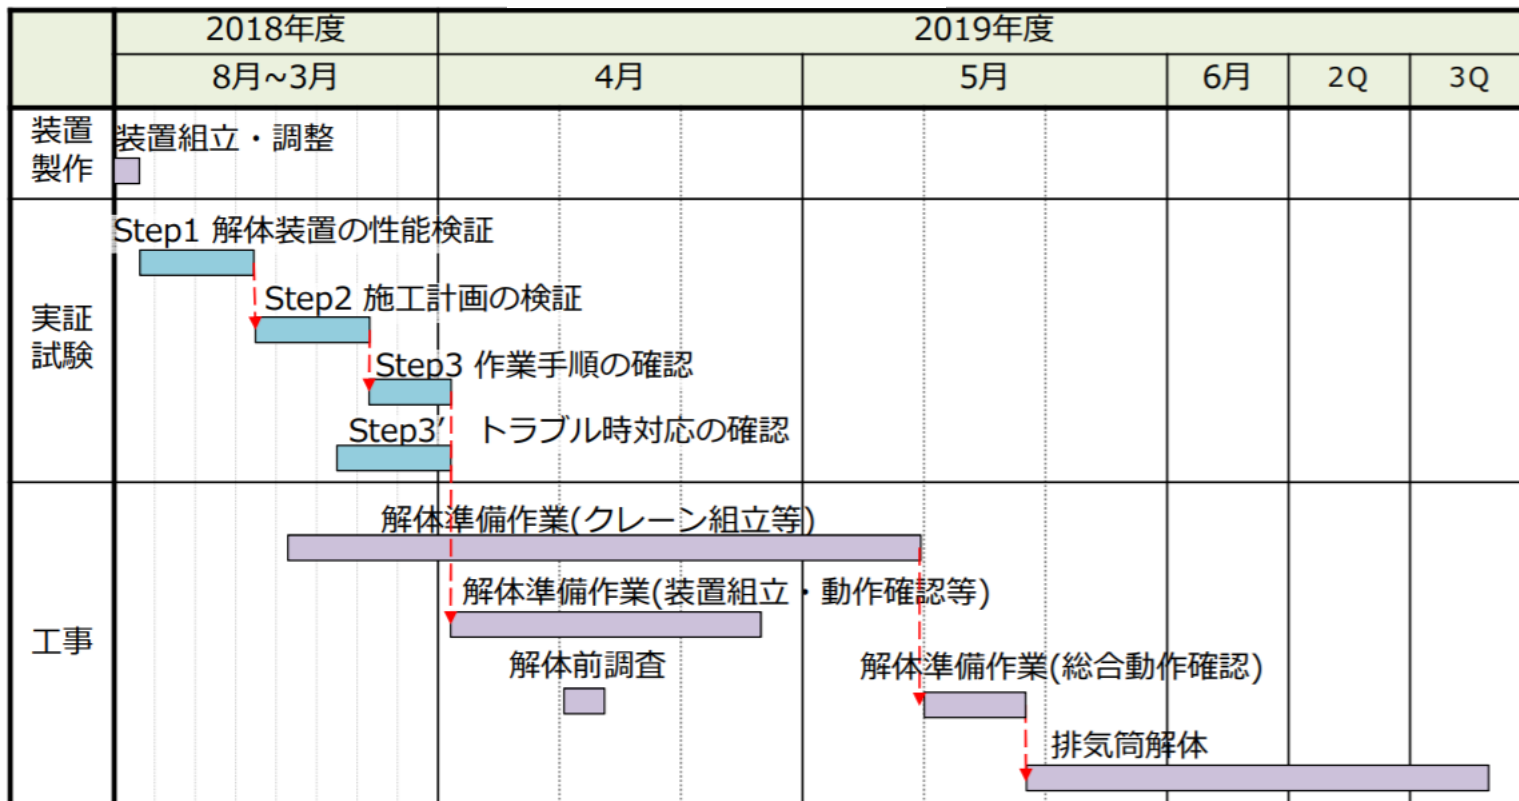 2018年度
2019年度
8月~3月
4月
5月
6月
2Q
3Q
装置
製作
装置組立・調整
実証
試験
Step1 解体装置の性能検証
Step2 施工計画の検証
Step3 作業手順の確認
Step3′ トラブル時対応の確認
工事
解体準備作業(クレーン組立等)
解体準備作業(装置組立・動作確認等)
解体前調査
解体準備作業(総合動作確認)
排気筒解体